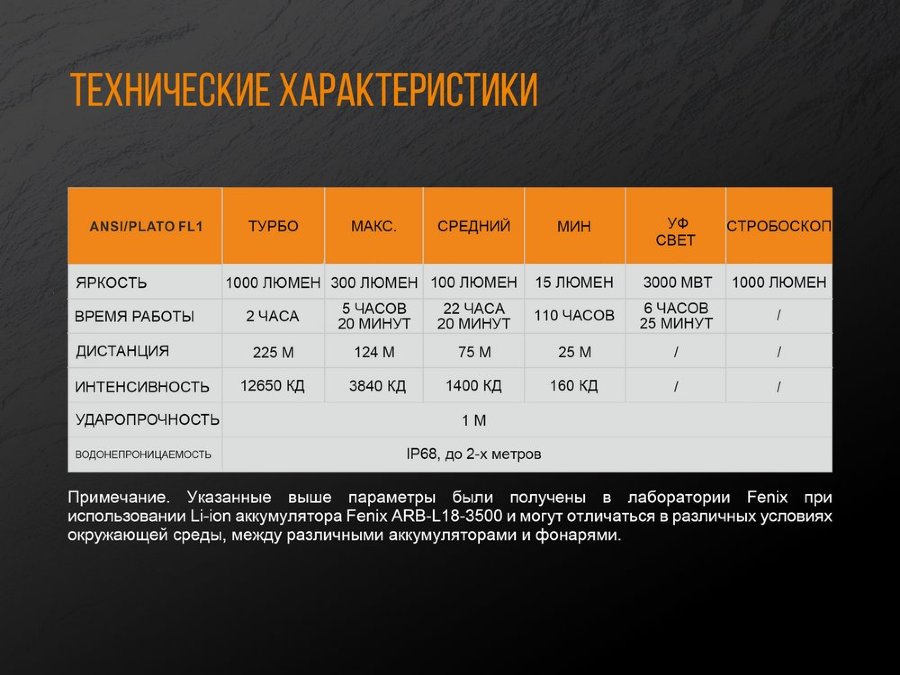 ТЕХНИЧЕСКИЕ ХАРАКТЕРИСТИКИ
ANSI/PLATO FL1 ТУРБО МАКС. СРЕДНИЙ МИН УФ СВЕТ СТРОБОСКОП
ЯРКОСТЬ 1000 ЛЮМЕН 300 ЛЮМЕН 100 ЛЮМЕН 15 ЛЮМЕН 3000 МВТ 1000 ЛЮМЕН
ВРЕМЯ РАБОТЫ 2 ЧАСА 5 ЧАСОВ 20 МИНУТ 22 ЧАСА 20 МИНУТ 110 ЧАСОВ 6 ЧАСОВ 25 МИНУТ /
ДИСТАНЦИЯ 225 М 124 М 75 М 25 М / /
ИНТЕНСИВНОСТЬ 12650 КД 3840 КД 1400 КД 160 КД / /
УДАРОПРОЧНОСТЬ 1 М
ВОДОНЕПРОНИЦАЕМОСТЬ IP68, до 2-х метров
Примечание. Указанные выше параметры были получены в лаборатории Fenix при
использовании Li-ion аккумулятора Fenix ARB-L18-3500 и могут отличаться в различных условиях
окружающей среды, между различными аккумуляторами и фонарями.